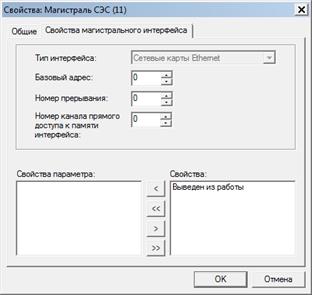 Свойства: Магистраль СЭС (11)
Общие Свойства магистрального интерфейса
Тип интерфейса: Сетевые карты Ethernet
Базовый адрес: 0
Номер прерывания: 0
Номер канала прямого 0
доступа к памяти
интерфейса:
Свойства параметра: Свойства:
Выведен из работы
<
<<
>
>>
OK Отмена